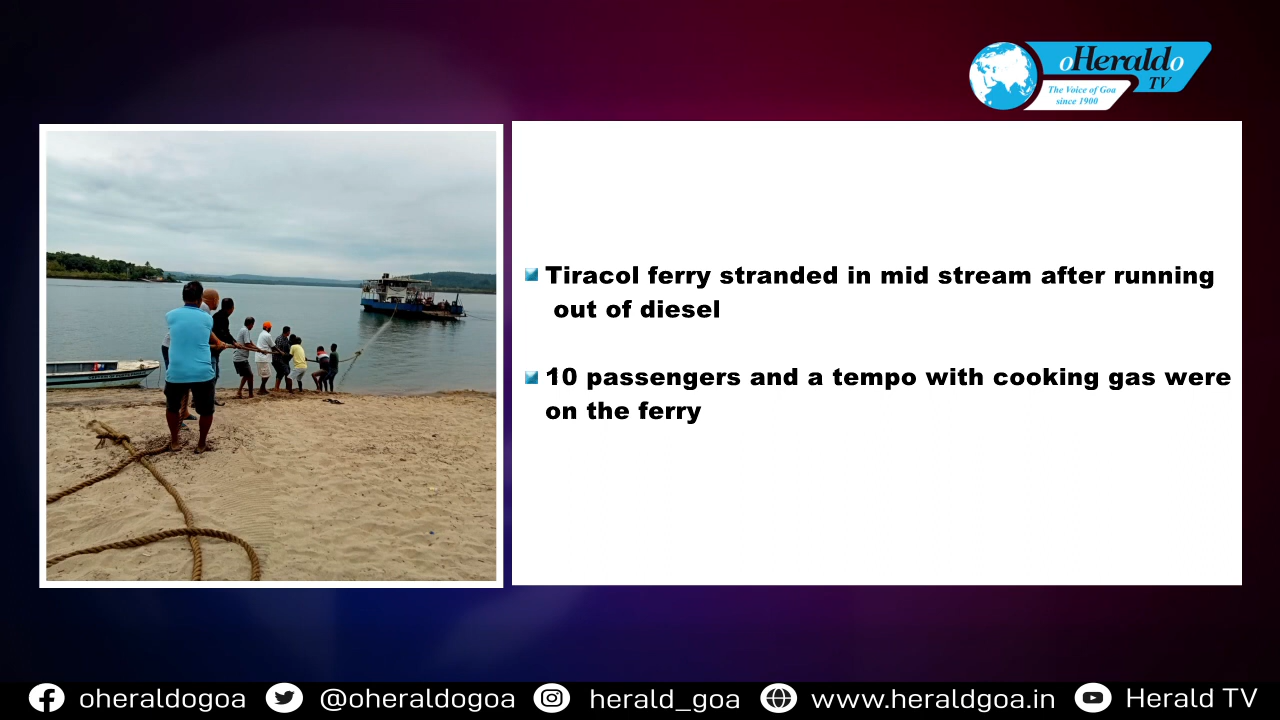 oHeraldo
TV
The Voice of Goa
since 1900
Tiracol ferry stranded in mid stream after running
out of diesel
10 passengers and a tempo with cooking gas were
on the ferry
oheraldogoa
@oheraldogoa
herald_goa
www.heraldgoa.in
Herald TV